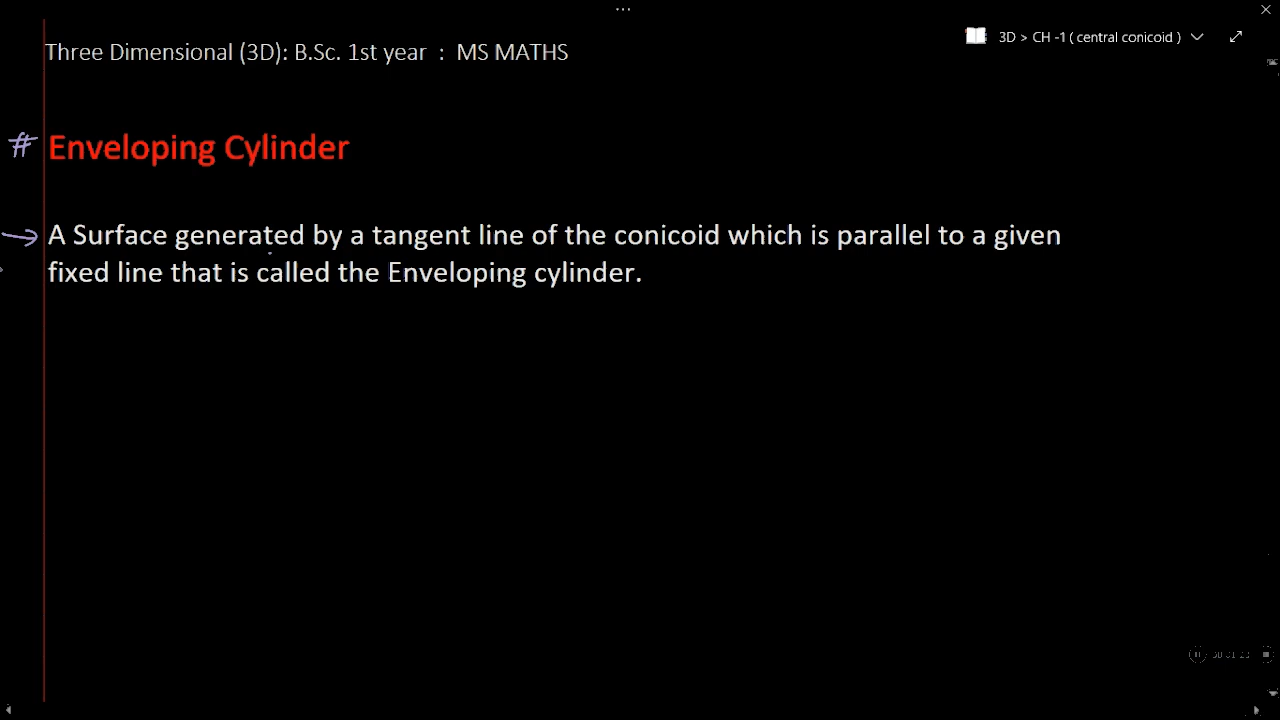 Three Dimensional (3D): B.Sc. 1st year : MS MATHS
3D > CH -1 ( central conicoid )
# Enveloping Cylinder
A Surface generated by a tangent line of the conicoid which is parallel to a given
fixed line that is called the Enveloping cylinder.